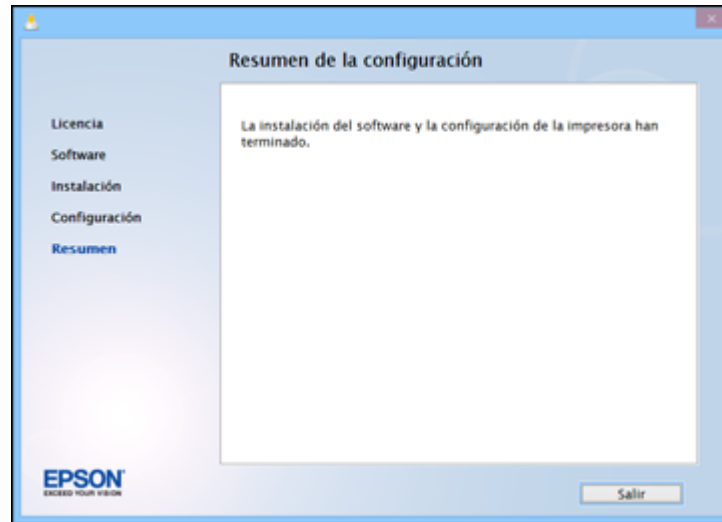 Resumen de la configuración
Licencia
Software
Instalación
Configuración
Resumen
La instalación del software y la configuración de la impresora han
terminado.
EPSON
EXCEED YOUR VISION
Salir